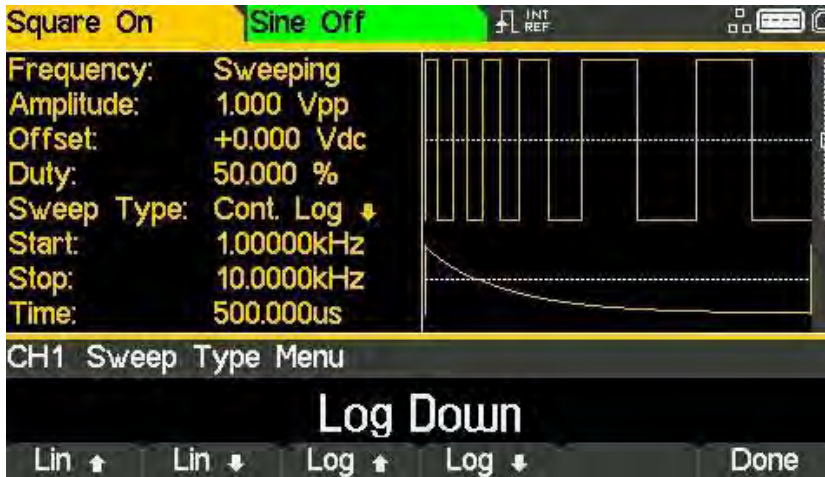 Square On Sine Off INT REF
Frequency: Sweeping
Amplitude: 1.000 Vpp
Offset: +0.000 Vdc
Duty: 50.000 %
Sweep Type: Cont. Log ⬇
Start: 1.00000kHz
Stop: 10.0000kHz
Time: 500.000us
CH1 Sweep Type Menu
Log Down
Lin ⬆ Lin ⬇ Log ⬆ Log ⬇ Done